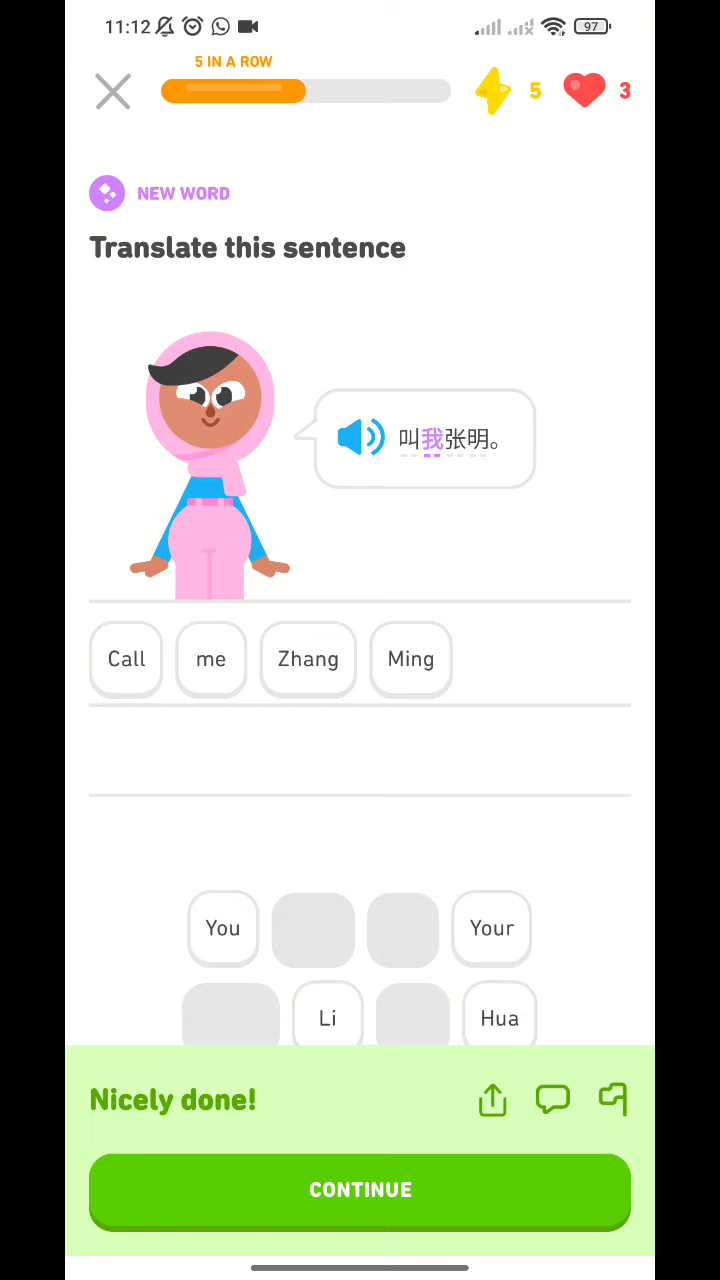 11:12 97
5 IN A ROW
5 3
NEW WORD
Translate this sentence
叫我张明。
Call me Zhang Ming
You Your
Li Hua
Nicely done!
CONTINUE